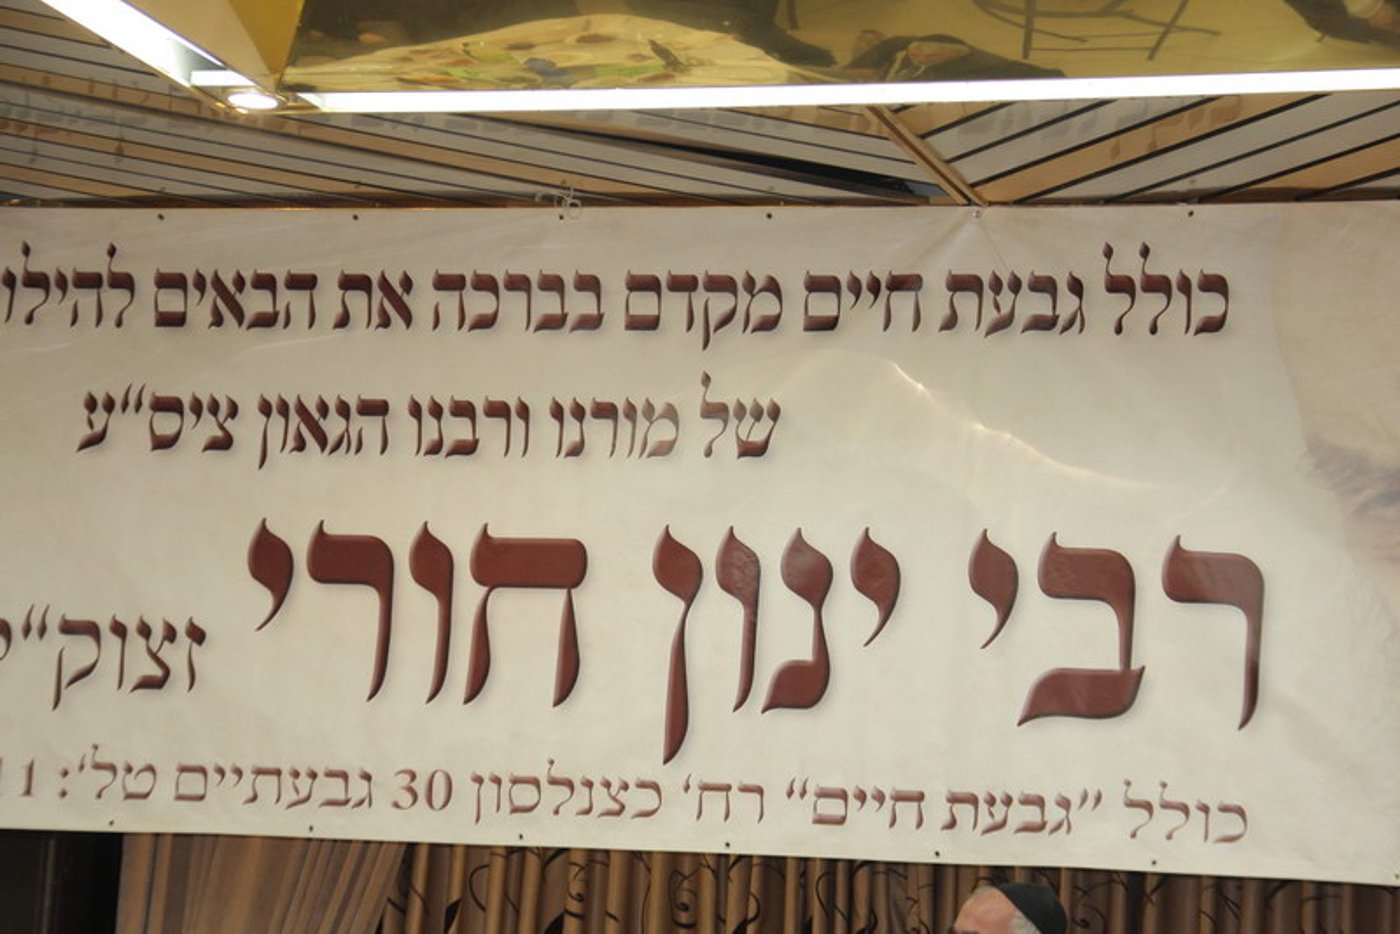 כולל גבעת חיים מקדם בברכה את הבאים
של מורנו ורבנו הגאון ציס"ע
רבי ינון חורי זצוק"ל
כולל "גבעת חיים" רח' כצנלסון 30 גבעתיים טל':